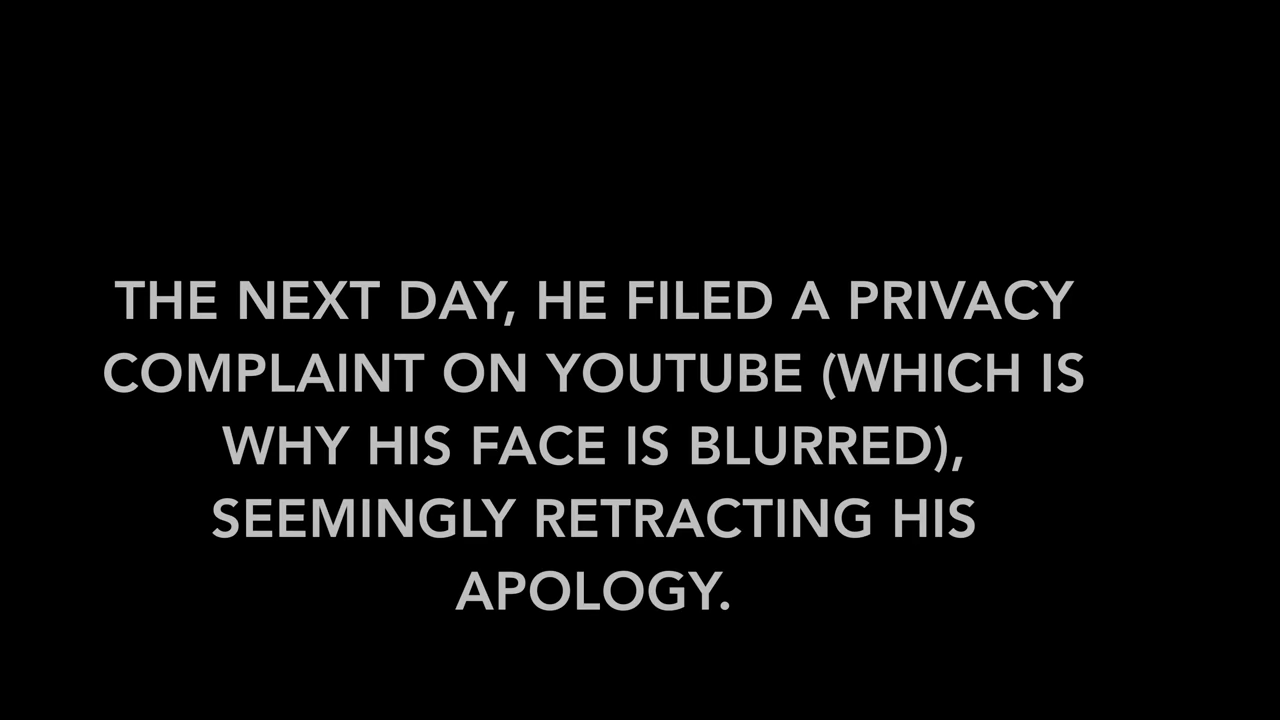 THE NEXT DAY, HE FILED A PRIVACY
COMPLAINT ON YOUTUBE (WHICH IS
WHY HIS FACE IS BLURRED),
SEEMINGLY RETRACTING HIS
APOLOGY.